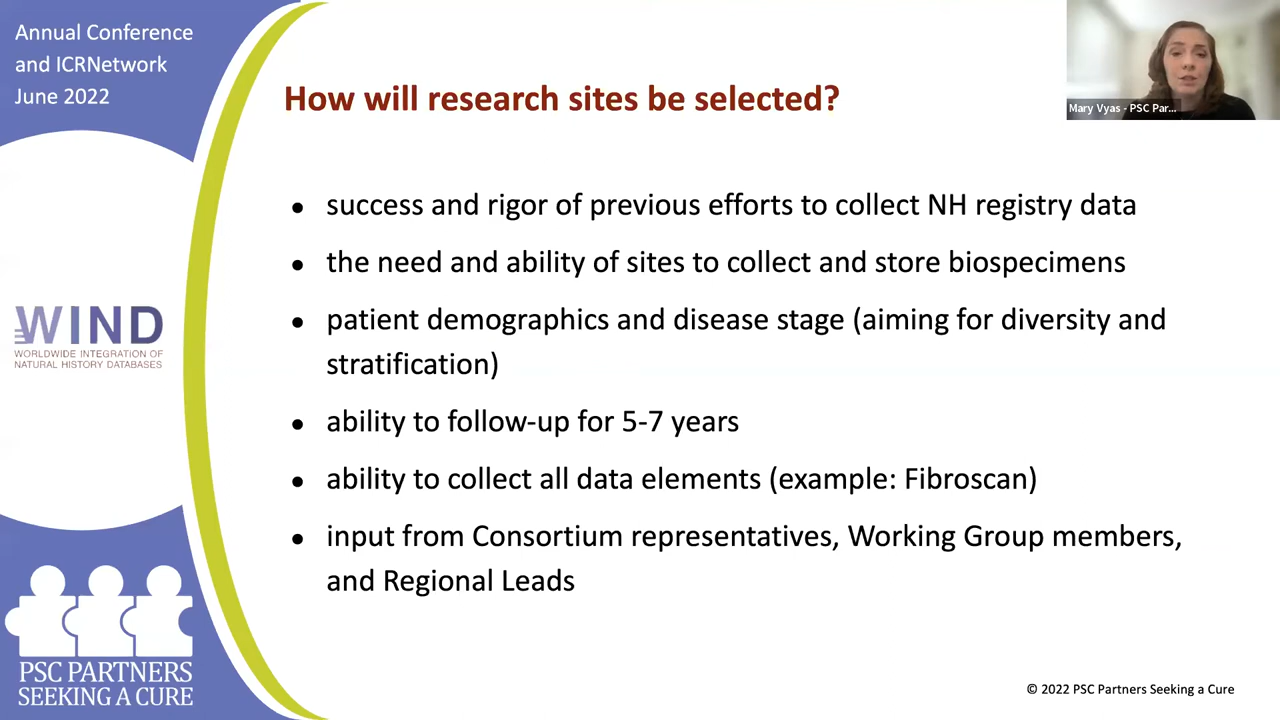 Annual Conference
and ICRNetwork
June 2022
How will research sites be selected?
Mary Vyas - PSC Par...
● success and rigor of previous efforts to collect NH registry data
● the need and ability of sites to collect and store biospecimens
● patient demographics and disease stage (aiming for diversity and
stratification)
● ability to follow-up for 5-7 years
● ability to collect all data elements (example: Fibroscan)
● input from Consortium representatives, Working Group members,
and Regional Leads
WIND
WORLDWIDE INTEGRATION OF
NATURAL HISTORY DATABASES
PSC PARTNERS
SEEKING A CURE
© 2022 PSC Partners Seeking a Cure